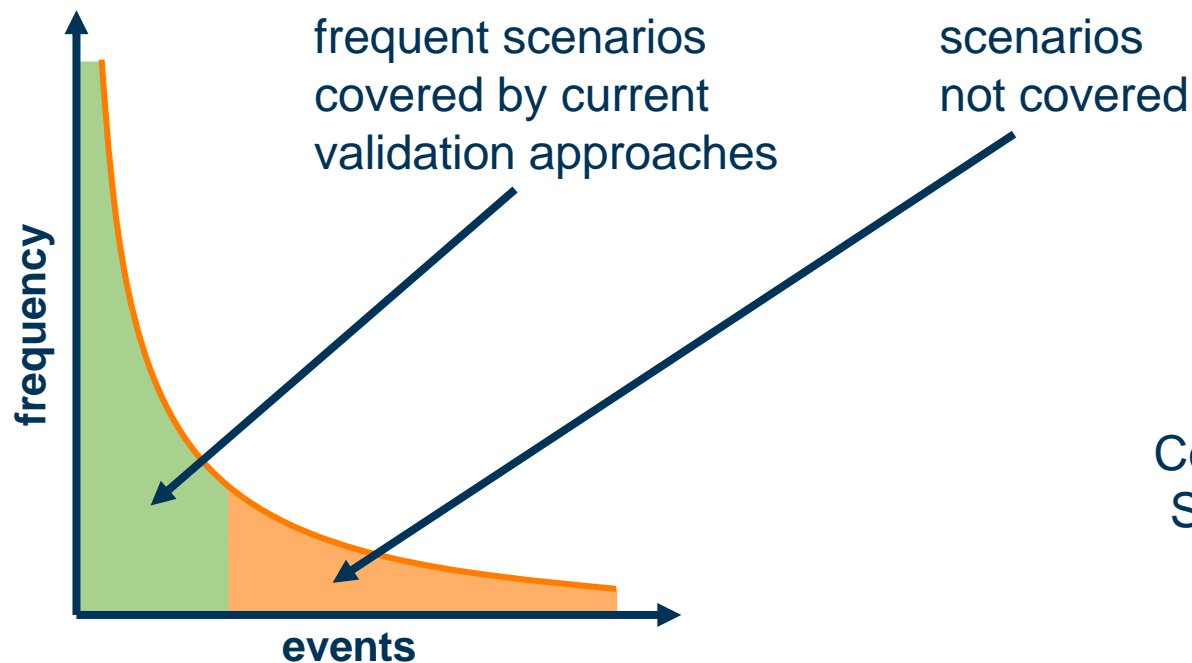 frequent scenarios
covered by current
validation approaches
scenarios
not covered
frequency
events